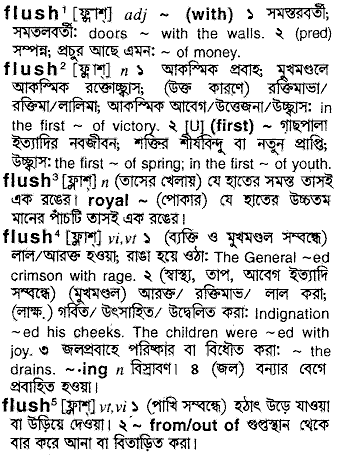 flush¹ [ফ্লাশ্] adj ~ (with) ১ সমস্তরবর্তী;
সমতলবর্তী: doors ~ with the walls. ২ (pred)
সম্পন্ন; প্রচুর আছে এমন: ~ of money.
flush² [ফ্লাশ্] n ১ আকস্মিক প্রবাহ; মুখমণ্ডলে
আকস্মিক রক্তোচ্ছ্বাস; (উক্ত কারণে) রক্তিমাভা/
রক্তিমা/লালিমা; আকস্মিক আবেগ/উত্তেজনা/উচ্ছ্বাস: in
the first ~ of victory. ২ [U] (first) ~ গাছপালা
ইত্যাদির নবজীবন; শক্তির শীর্ষবিন্দু বা নতুন প্রাপ্তি;
উচ্ছ্বাস: the first ~ of spring; in the first ~ of youth.
flush³ [ফ্লাশ্] n (তাসের খেলায়) যে হাতের সমস্ত তাসই
এক রঙের। royal ~ (পোকার) যে হাতের উচ্চতম
মানের পাঁচটি তাসই এক রঙের।
flush⁴ [ফ্লাশ্] vi,vt ১ (ব্যক্তি ও মুখমণ্ডল সম্বন্ধে)
লাল/আরক্ত হওয়া; রাঙা হয়ে ওঠা: The General ~ed
crimson with rage. ২ (স্বাস্থ্য, তাপ, আবেগ ইত্যাদি
সম্বন্ধে) (মুখমণ্ডল) আরক্ত/ রক্তিমাভ/ লাল করা;
(লাক্ষ.) গর্বিত/ উৎসাহিত/ উদ্বেলিত করা: Indignation
~ed his cheeks. The children were ~ed with
joy. ৩ জলপ্রবাহে পরিষ্কার বা বিধৌত করা: ~ the
drains. ~·ing n বিস্রাবণ। ৪ (জল) বন্যার বেগে
প্রবাহিত হওয়া।
flush⁵ [ফ্লাশ্] vt,vi ১ (পাখি সম্বন্ধে) হঠাৎ উড়ে যাওয়া
বা উড়িয়ে দেওয়া। ২ ~ from/out of গুপ্তস্থান থেকে
বার করে আনা বা বিতাড়িত করা।